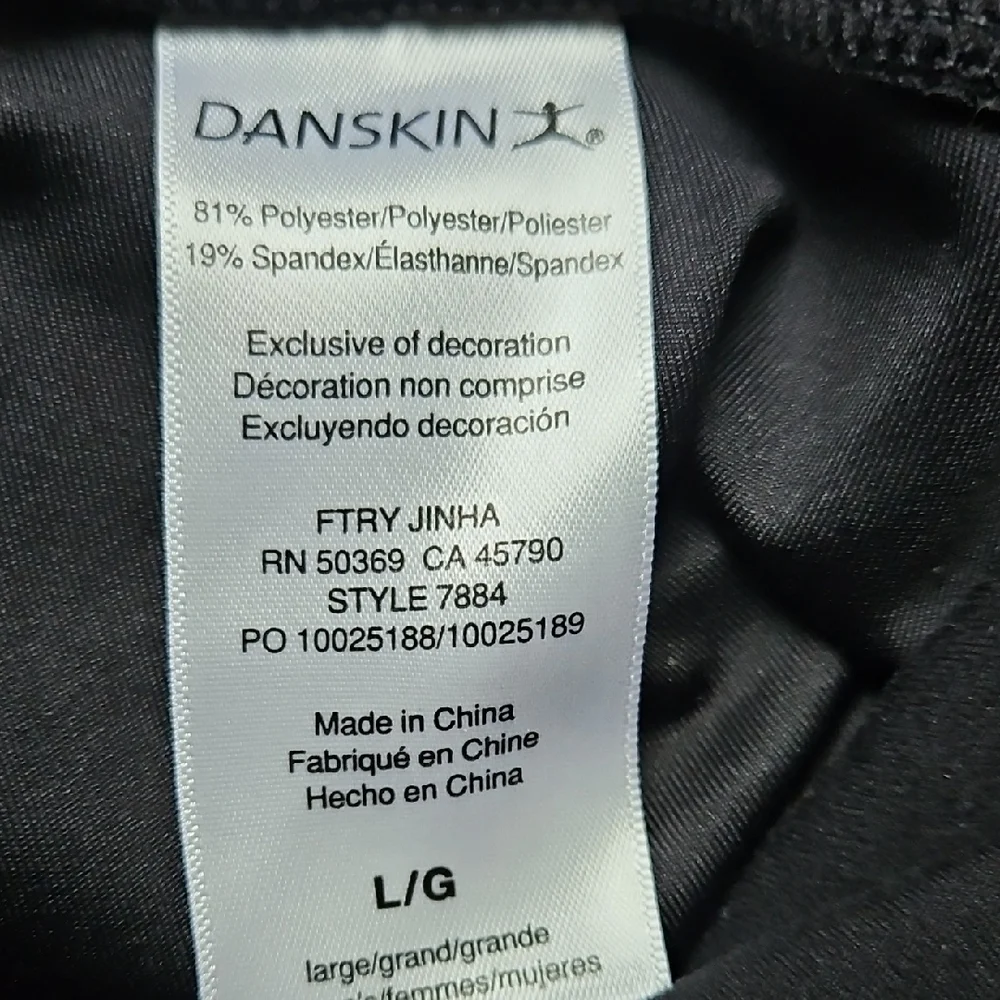 DANSKIN ®
81% Polyester/Polyester/Poliester
19% Spandex/Élasthanne/Spandex
Exclusive of decoration
Décoration non comprise
Excluyendo decoración
FTRY JINHA
RN 50369 CA 45790
STYLE 7884
PO 10025188/10025189
Made in China
Fabriqué en Chine
Hecho en China
L/G
large/grand/grande
/femmes/mujeres